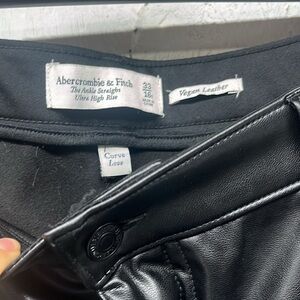 Abercrombie & Fitch
The Ankle Straight
Ultra High Rise
Vegan Leather
Curve
Love